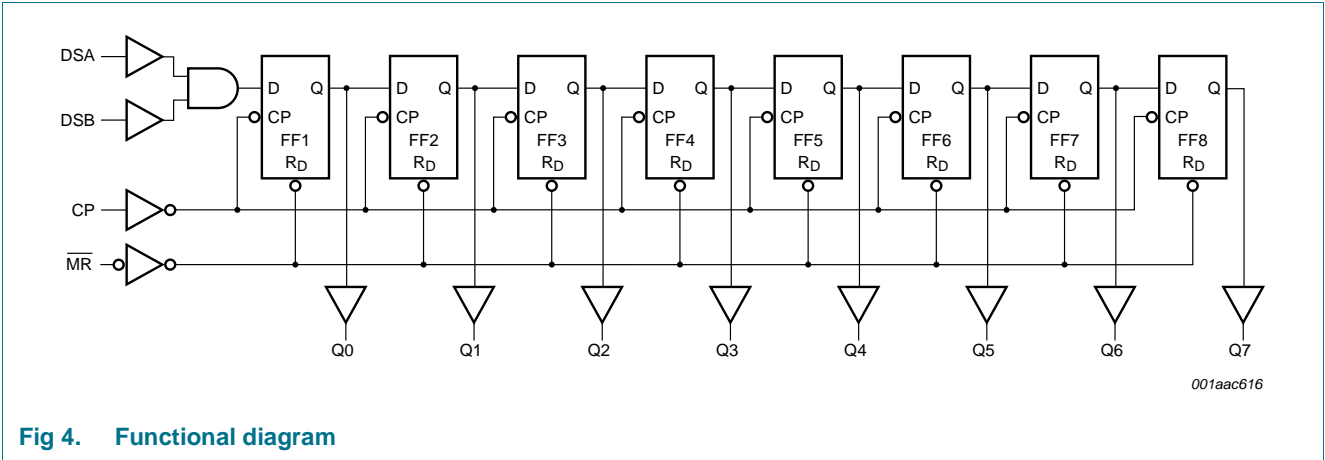 DSA
DSB
CP
M̅R̅
D Q
CP
FF1
RD
D Q
CP
FF2
RD
D Q
CP
FF3
RD
D Q
CP
FF4
RD
D Q
CP
FF5
RD
D Q
CP
FF6
RD
D Q
CP
FF7
RD
D Q
CP
FF8
RD
Q0 Q1 Q2 Q3 Q4 Q5 Q6 Q7
001aac616
Fig 4. Functional diagram